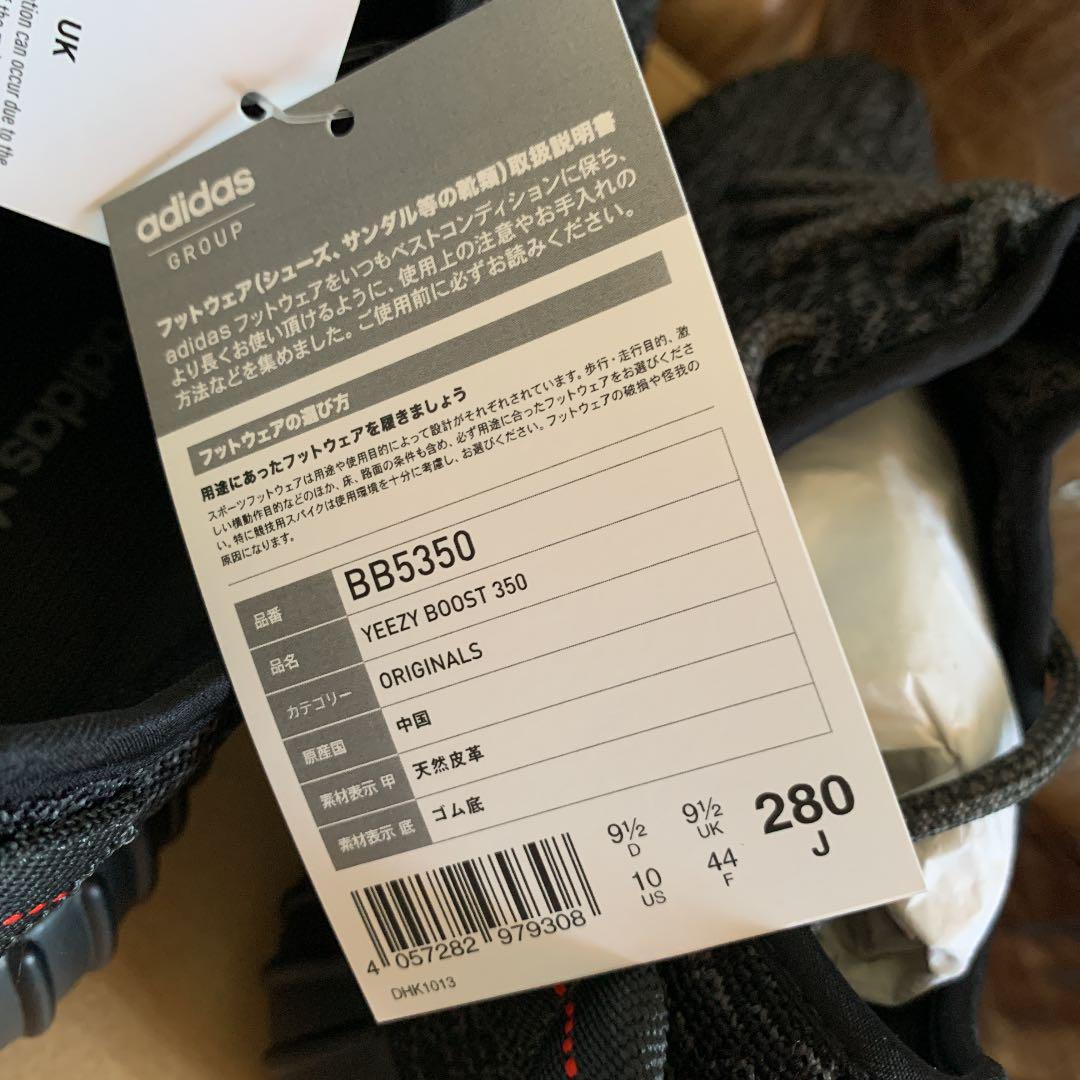 UK
tion can occur due to the
adidas
GROUP
フットウェア(シューズ、サンダル等の靴類)取扱説明書
adidas フットウェアをいつもベストコンディションに保ち、
より長くお使い頂けるように、使用上の注意やお手入れの
方法などを集めました。ご使用前に必ずお読みください。
フットウェアの選び方
用途にあったフットウェアを履きましょう
スポーツフットウェアは用途や使用目的によって設計がそれぞれされています。歩行・走行目的、激
しい横動作目的などのほか、床、路面の条件も含め、必ず用途に合ったフットウェアをお選びくださ
い。特に競技用スパイクは使用環境を十分に考慮し、お選びください。フットウェアの破損や怪我の
原因になります。
品番 BB5350
品名 YEEZY BOOST 350
カテゴリー ORIGINALS
原産国 中国
素材表示 甲 天然皮革
素材表示 底 ゴム底
9½ D
9½ UK
280 J
10 US
44 F
4 057282 979308
DHK1013
adidas